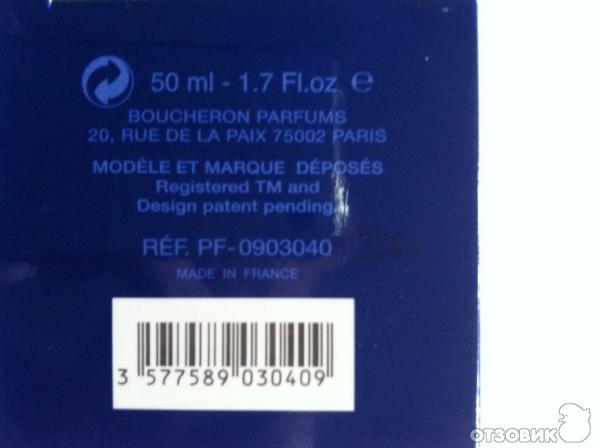 50 ml - 1.7 Fl.oz ℮
BOUCHERON PARFUMS
20, RUE DE LA PAIX 75002 PARIS
MODÈLE ET MARQUE DÉPOSÉS
Registered TM and
Design patent pending.
RÉF. PF-0903040
MADE IN FRANCE
3 577589 030409
ОТЗОВИК